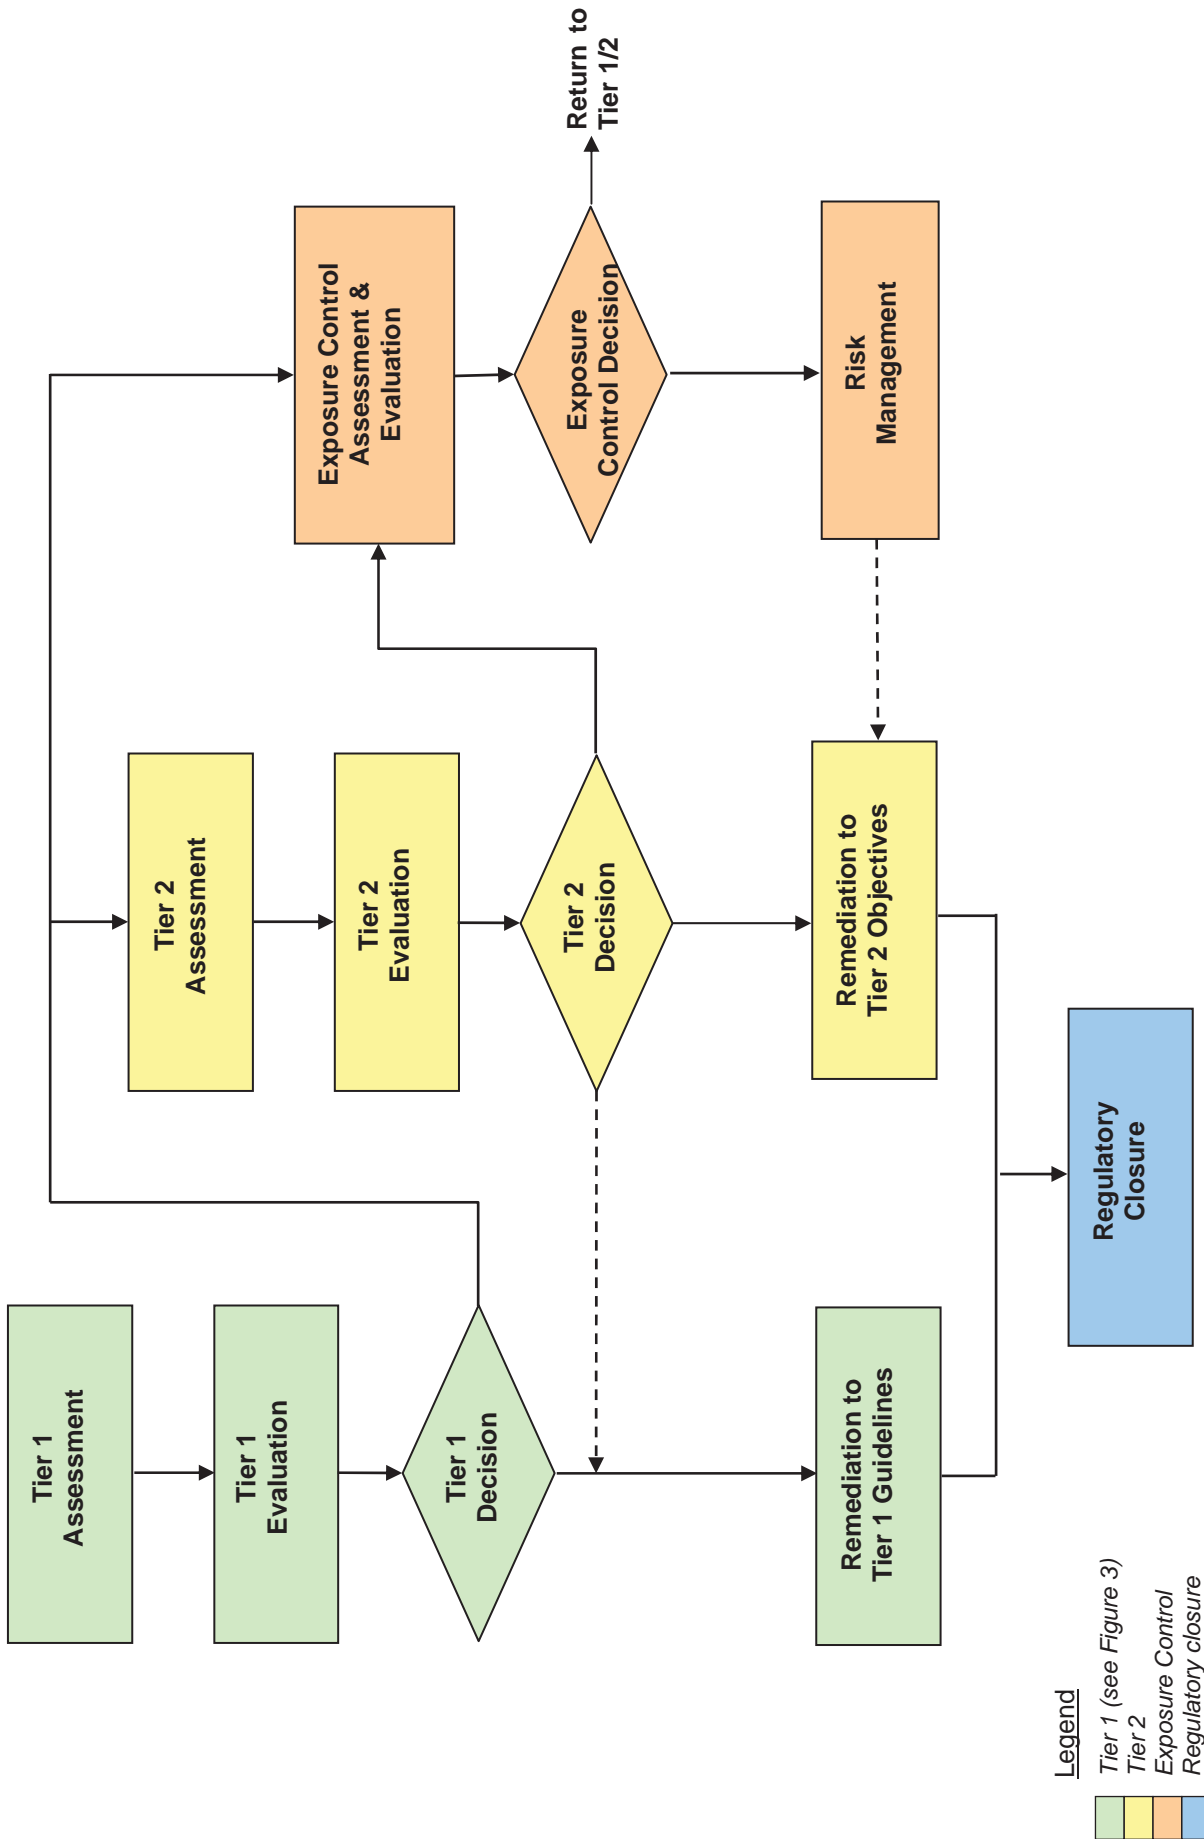 Tier 1
Assessment
Tier 1
Evaluation
Tier 1
Decision
Remediation to
Tier 1 Guidelines
Tier 2
Assessment
Tier 2
Evaluation
Tier 2
Decision
Remediation to
Tier 2 Objectives
Exposure Control
Assessment &
Evaluation
Exposure
Control Decision
Return to
Tier 1/2
Risk
Management
Regulatory
Closure
Legend
Tier 1 (see Figure 3)
Tier 2
Exposure Control
Regulatory closure